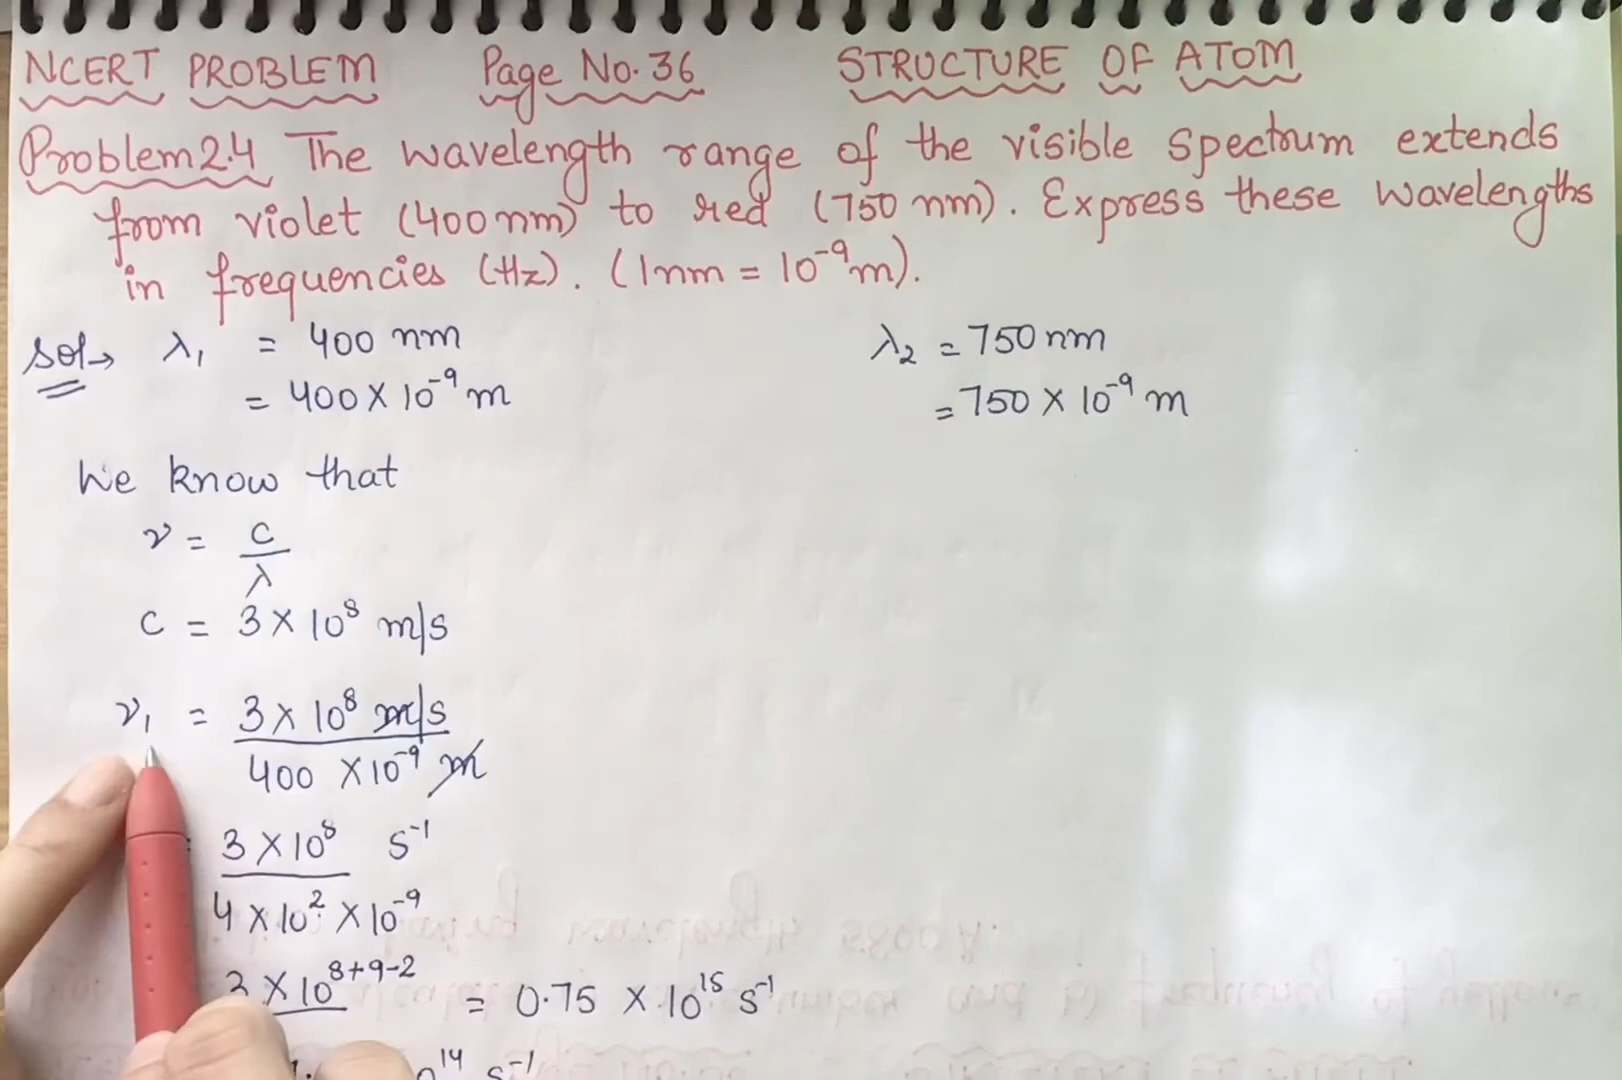 NCERT PROBLEM Page No. 36 STRUCTURE OF ATOM
Problem 2.4 The wavelength range of the visible spectrum extends
from violet (400 nm) to red (750 nm). Express these wavelengths
in frequencies (Hz). (1nm = 10⁻⁹m).
Sol→ λ₁ = 400 nm λ₂ = 750 nm
= 400 × 10⁻⁹ m = 750 × 10⁻⁹ m
We know that
ν = c/λ
c = 3 × 10⁸ m/s
ν₁ = 3 × 10⁸ m/s
400 × 10⁻⁹ m
3 × 10⁸ s⁻¹
4 × 10² × 10⁻⁹
3 × 10⁸⁺⁹⁻² = 0.75 × 10¹⁵ s⁻¹
¹⁴ s⁻¹